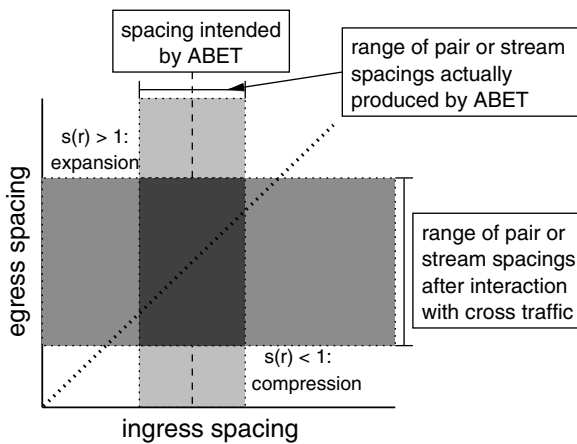 spacing intended
by ABET
range of pair or stream
spacings actually
produced by ABET
s(r) > 1:
expansion
egress spacing
range of pair or
stream spacings
after interaction
with cross traffic
s(r) < 1:
compression
ingress spacing